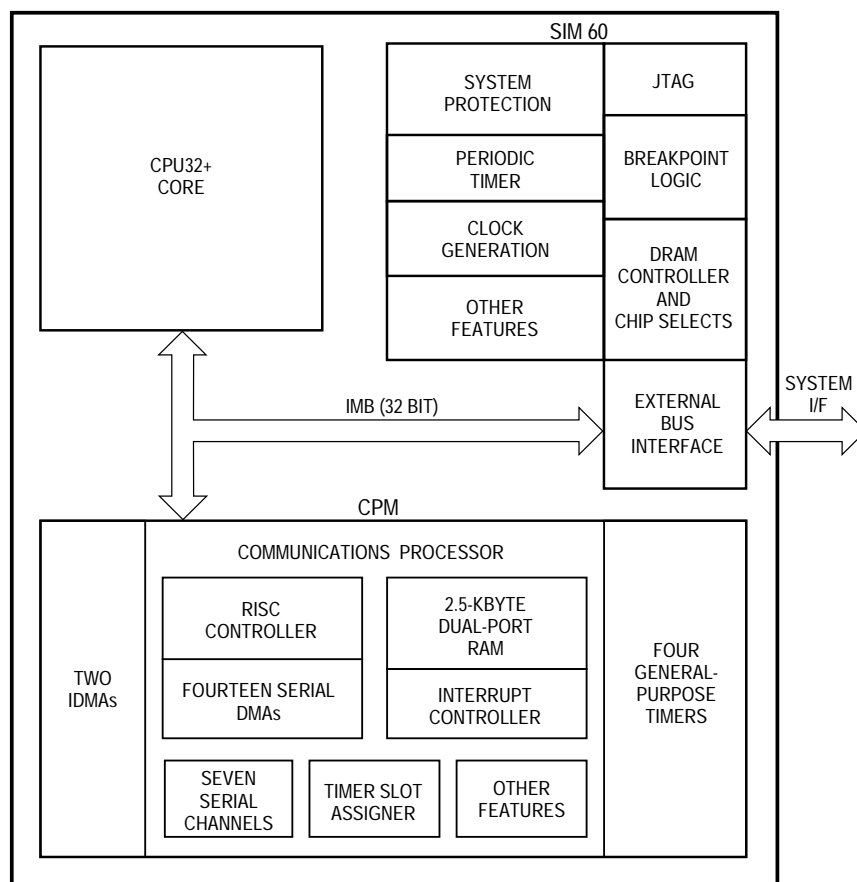 SIM 60
CPU32+
CORE
SYSTEM
PROTECTION
PERIODIC
TIMER
CLOCK
GENERATION
OTHER
FEATURES
JTAG
BREAKPOINT
LOGIC
DRAM
CONTROLLER
AND
CHIP SELECTS
EXTERNAL
BUS
INTERFACE
SYSTEM
I/F
IMB (32 BIT)
CPM
TWO
IDMAs
COMMUNICATIONS PROCESSOR
RISC
CONTROLLER
FOURTEEN SERIAL
DMAs
2.5-KBYTE
DUAL-PORT
RAM
INTERRUPT
CONTROLLER
SEVEN
SERIAL
CHANNELS
TIMER SLOT
ASSIGNER
OTHER
FEATURES
FOUR
GENERAL-
PURPOSE
TIMERS